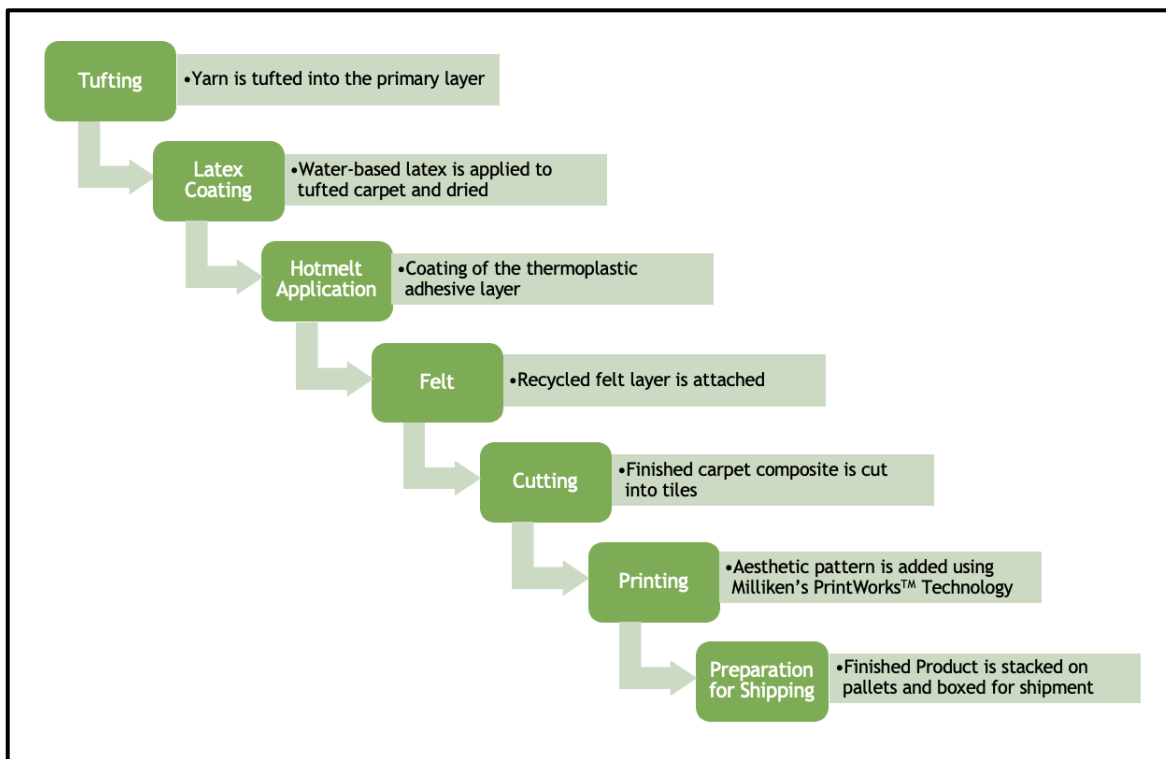 Tufting
•Yarn is tufted into the primary layer
Latex
Coating
•Water-based latex is applied to
tufted carpet and dried
Hotmelt
Application
•Coating of the thermoplastic
adhesive layer
Felt
•Recycled felt layer is attached
Cutting
•Finished carpet composite is cut
into tiles
Printing
•Aesthetic pattern is added using
Milliken’s PrintWorks™ Technology
Preparation
for Shipping
•Finished Product is stacked on
pallets and boxed for shipment